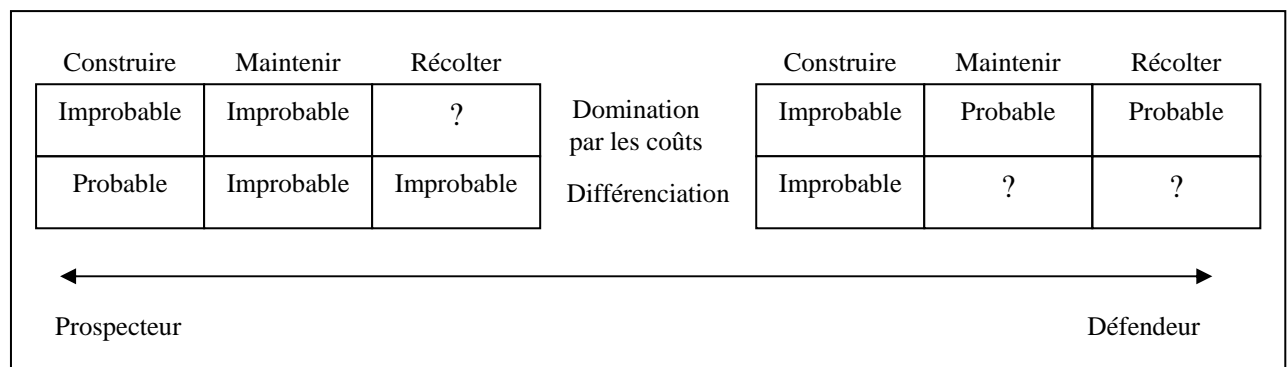 Construire Maintenir Récolter Construire Maintenir Récolter
Improbable Improbable ? Domination par les coûts Improbable Probable Probable
Probable Improbable Improbable Différenciation Improbable ? ?
Prospecteur Défendeur